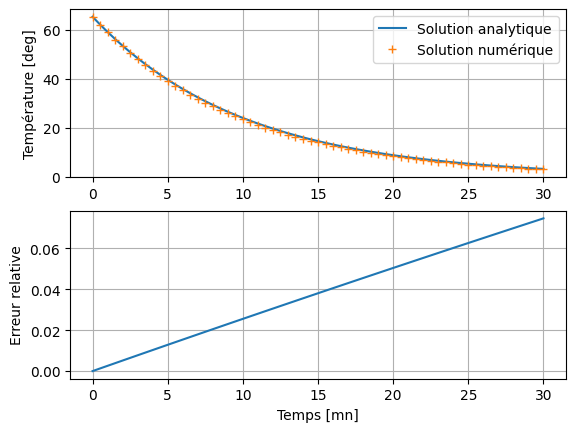 Température [deg]
60
40
20
0
Solution analytique
Solution numérique
0 5 10 15 20 25 30
Erreur relative
0.06
0.04
0.02
0.00
0 5 10 15 20 25 30
Temps [mn]